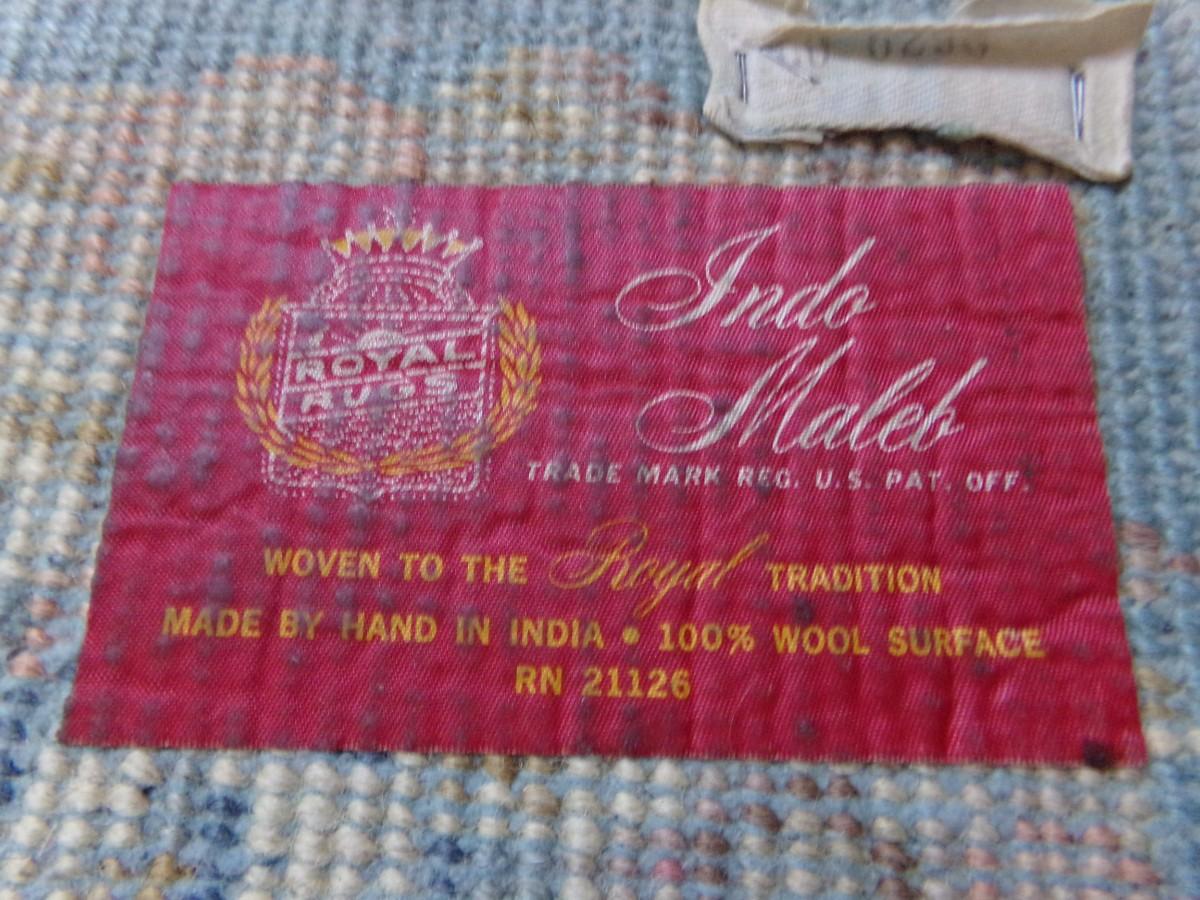 ROYAL
RUGS
Indo
Maleb
TRADE MARK REG. U.S. PAT. OFF.
WOVEN TO THE Royal TRADITION
MADE BY HAND IN INDIA • 100% WOOL SURFACE
RN 21126